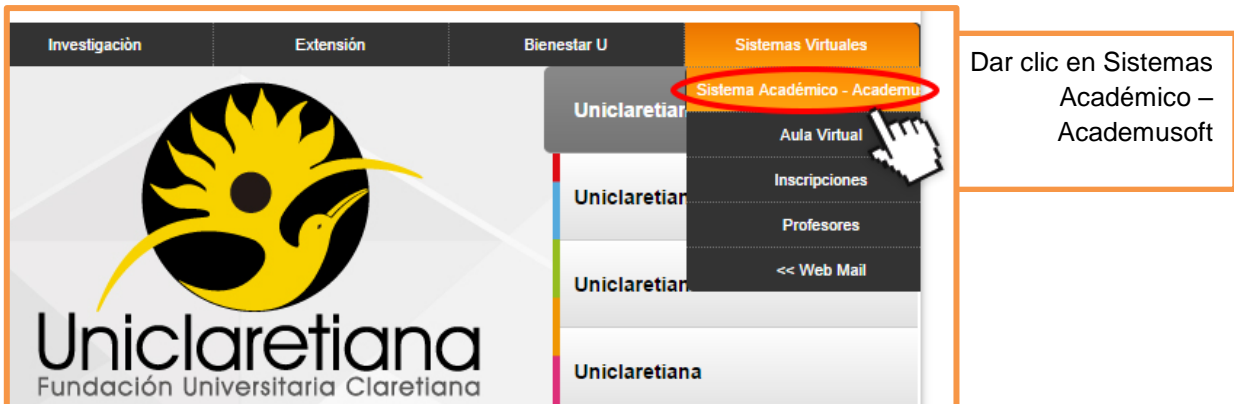 Investigaciòn
Extensión
Bienestar U
Sistemas Virtuales
Sistema Académico - Academu
Aula Virtual
Inscripciones
Profesores
<< Web Mail
Uniclaretian
Uniclaretian
Uniclaretian
Uniclaretiana
Uniclaretiana
Fundación Universitaria Claretiana
Dar clic en Sistemas
Académico –
Academusoft